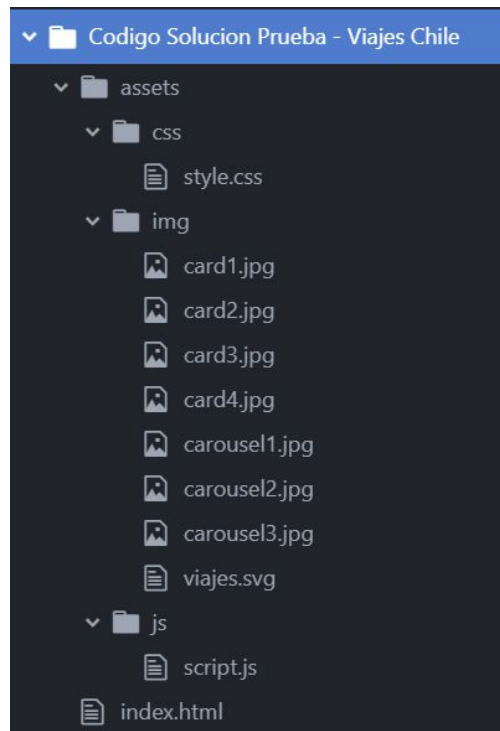 Codigo Solucion Prueba - Viajes Chile
assets
css
style.css
img
card1.jpg
card2.jpg
card3.jpg
card4.jpg
carousel1.jpg
carousel2.jpg
carousel3.jpg
viajes.svg
js
script.js
index.html